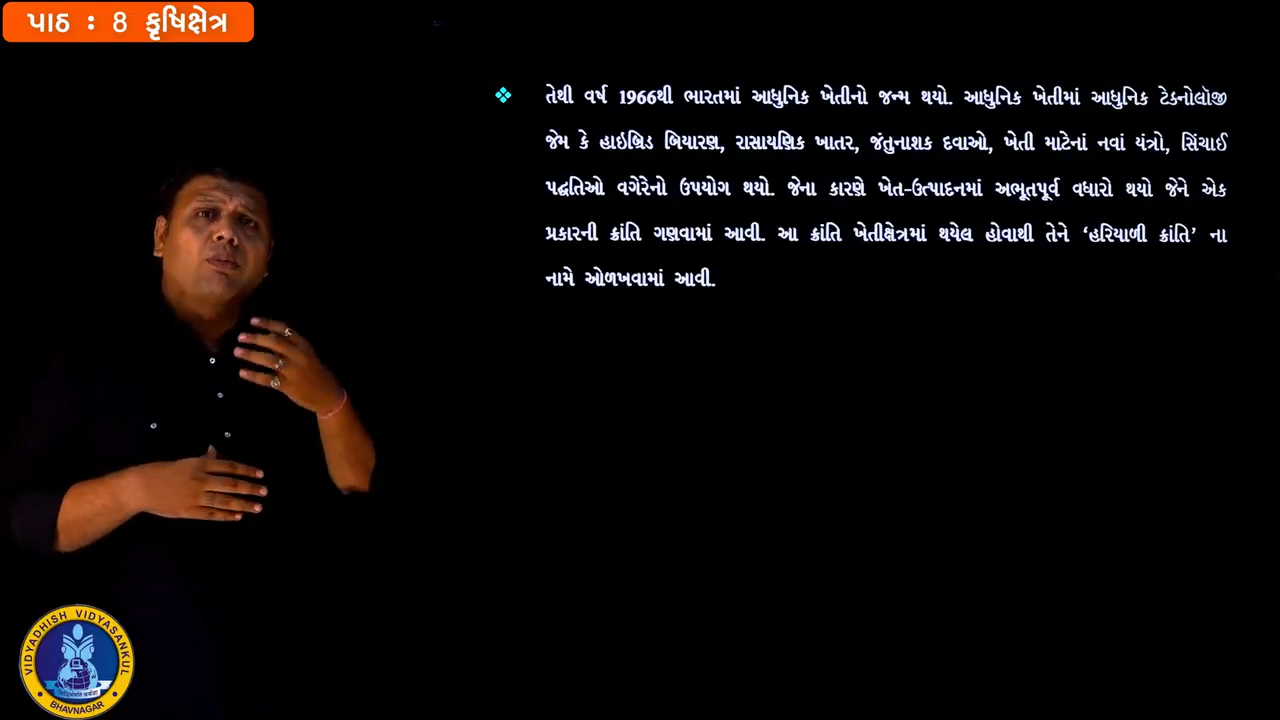 પાઠ : 8 કૃષિક્ષેત્ર
તેથી વર્ષ 1966થી ભારતમાં આધુનિક ખેતીનો જન્મ થયો. આધુનિક ખેતીમાં આધુનિક ટેક્નોલૉજી
જેમ કે હાઇબ્રિડ બિયારણ, રાસાયણિક ખાતર, જંતુનાશક દવાઓ, ખેતી માટેનાં નવાં યંત્રો, સિંચાઈ
પદ્ધતિઓ વગેરેનો ઉપયોગ થયો. જેના કારણે ખેત-ઉત્પાદનમાં અભૂતપૂર્વ વધારો થયો જેને એક
પ્રકારની ક્રાંતિ ગણવામાં આવી. આ ક્રાંતિ ખેતીક્ષેત્રમાં થયેલ હોવાથી તેને ‘હરિયાળી ક્રાંતિ’ ના
નામે ઓળખવામાં આવી.
VIDYADHISH VIDYASANKUL
BHAVNAGAR